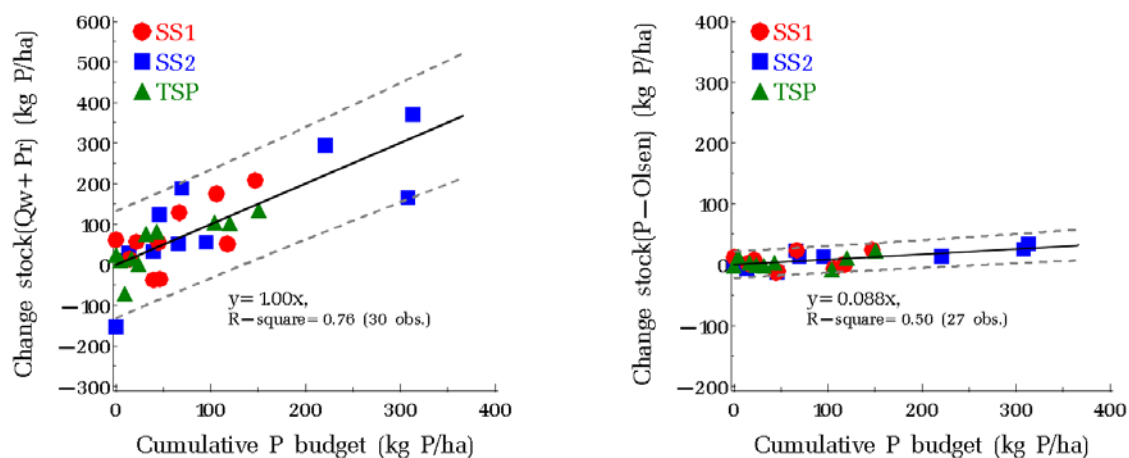 600
500
400
300
200
100
0
−100
−200
−300
Change stock(Qw+Pr) (kg P/ha)
SS1
SS2
TSP
y=1.00x,
R−square=0.76 (30 obs.)
0 100 200 300 400
Cumulative P budget (kg P/ha)
400
300
200
100
0
−100
−200
Change stock(P−Olsen) (kg P/ha)
SS1
SS2
TSP
y=0.088x,
R−square=0.50 (27 obs.)
0 100 200 300 400
Cumulative P budget (kg P/ha)